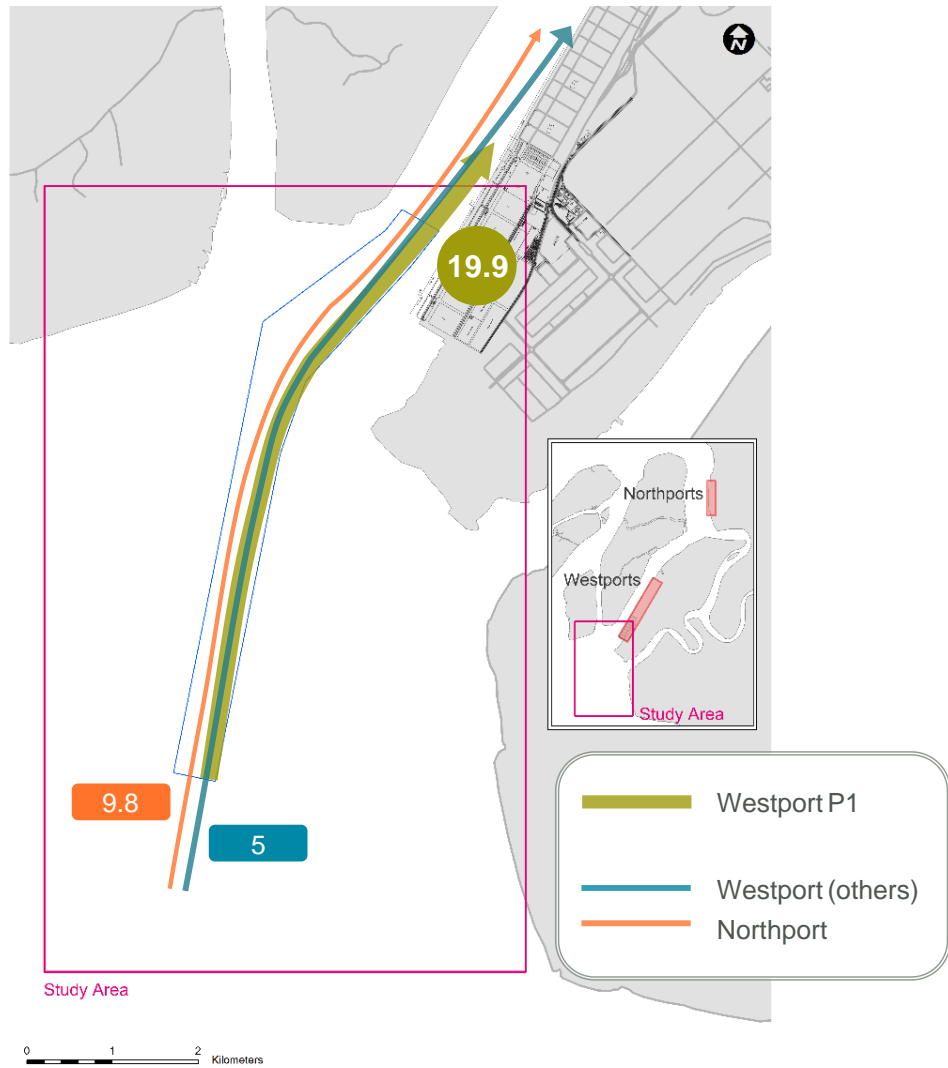 N
19.9
Northports
Westports
Study Area
9.8
5
Westport P1
Westport (others)
Northport
Study Area
0 1 2 Kilometers